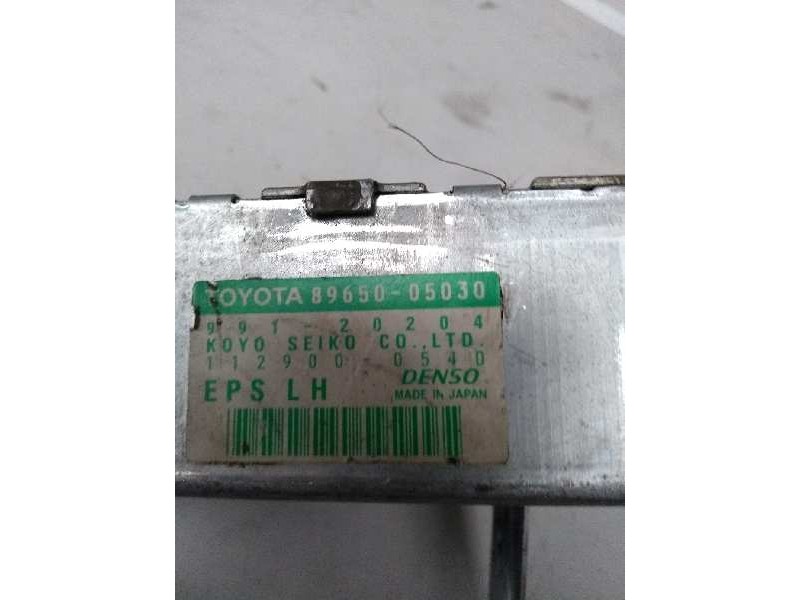 TOYOTA 89650-05030
991-20204
KOYO SEIKO CO.,LTD.
112900-0540
EPS LH DENSO
MADE IN JAPAN